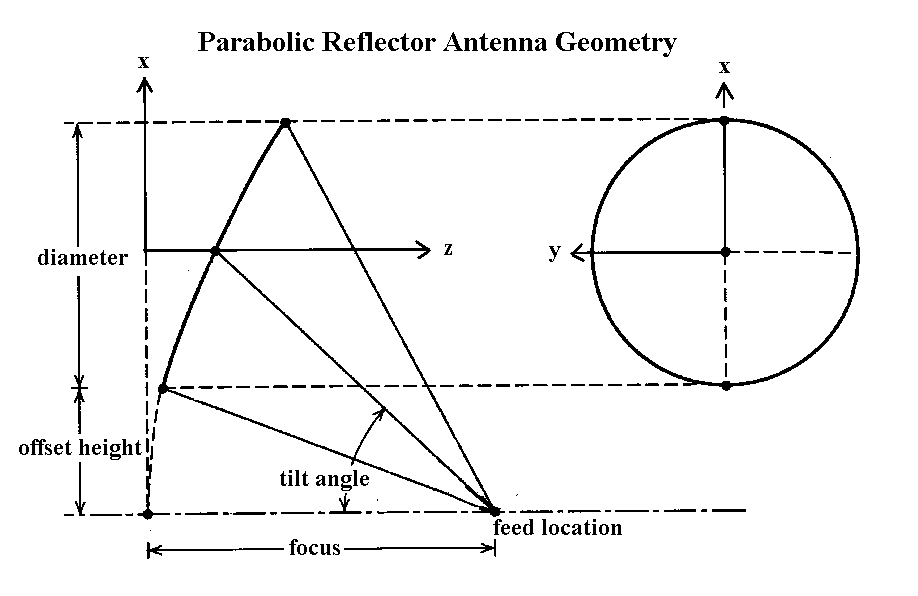 Parabolic Reflector Antenna Geometry
x
x
diameter
z
y
offset height
tilt angle
feed location
focus